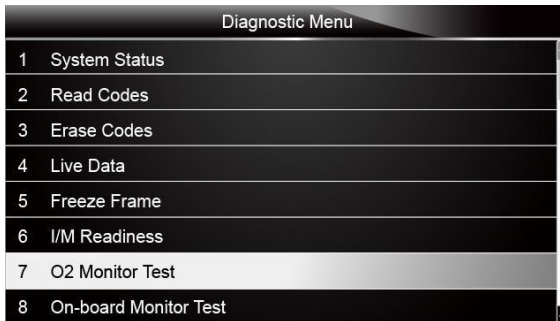 Diagnostic Menu
1 System Status
2 Read Codes
3 Erase Codes
4 Live Data
5 Freeze Frame
6 I/M Readiness
7 O2 Monitor Test
8 On-board Monitor Test